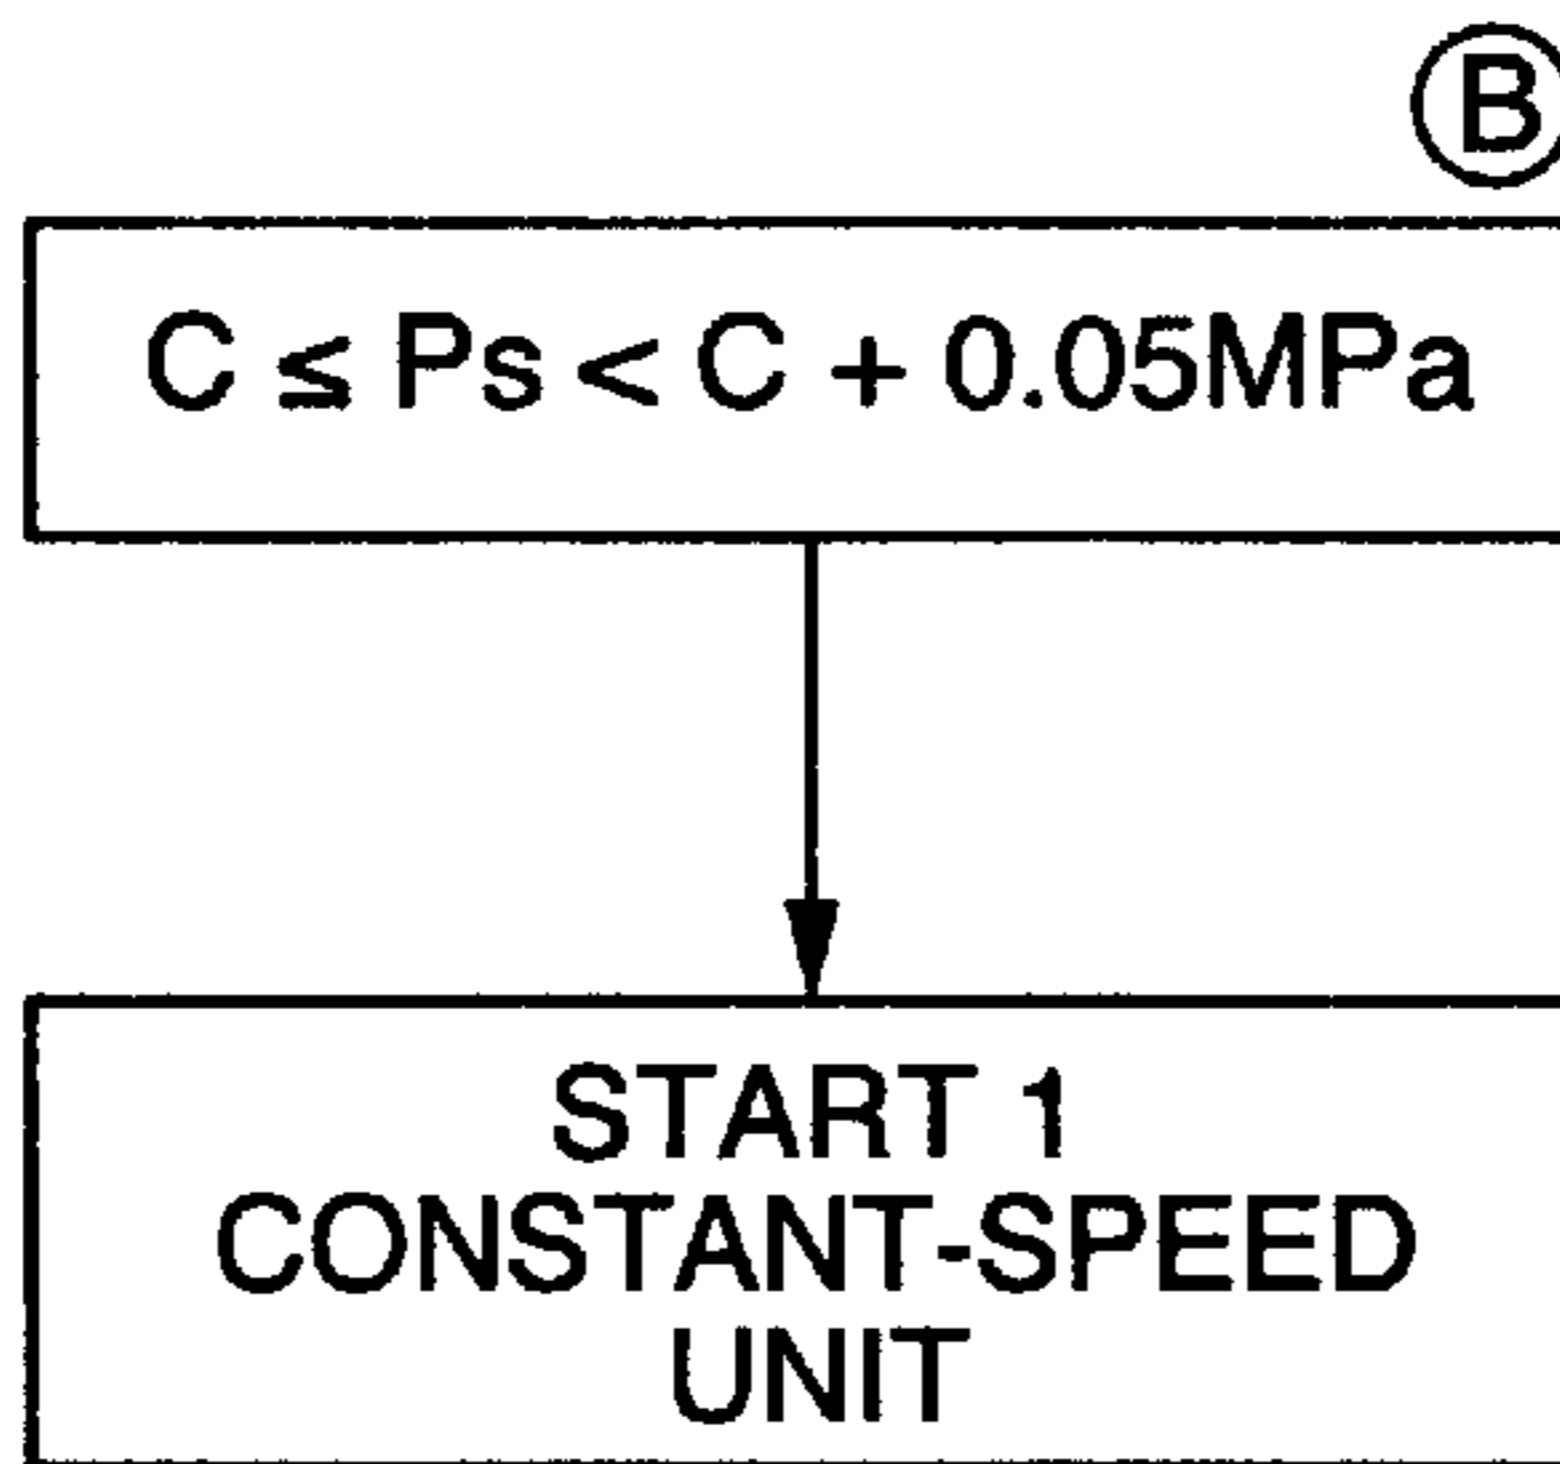 B
C ≤ Ps < C + 0.05MPa
START 1
CONSTANT-SPEED
UNIT